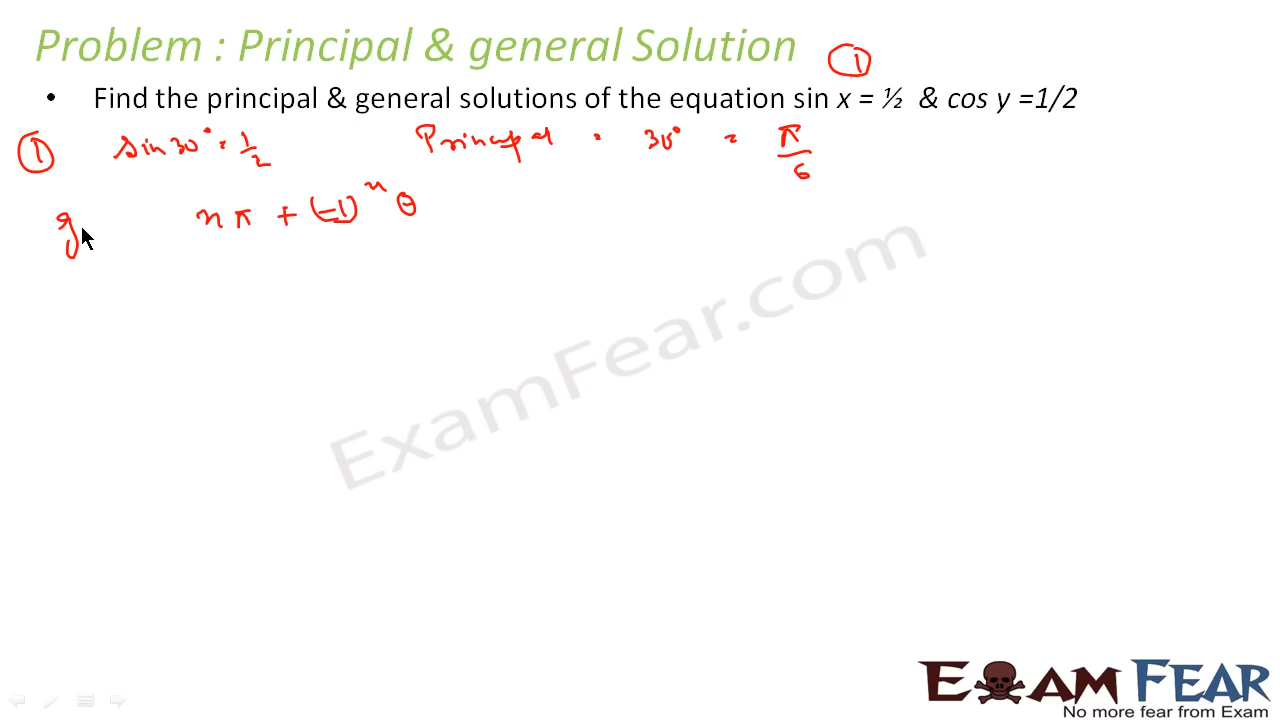 Problem : Principal & general Solution
①
• Find the principal & general solutions of the equation sin x = ½ & cos y =1/2
① sin 30° = 1/2 Principal = 30° = π/6
g nπ + (-1)ⁿ θ
ExamFear.com
EXAM FEAR
No more fear from Exam